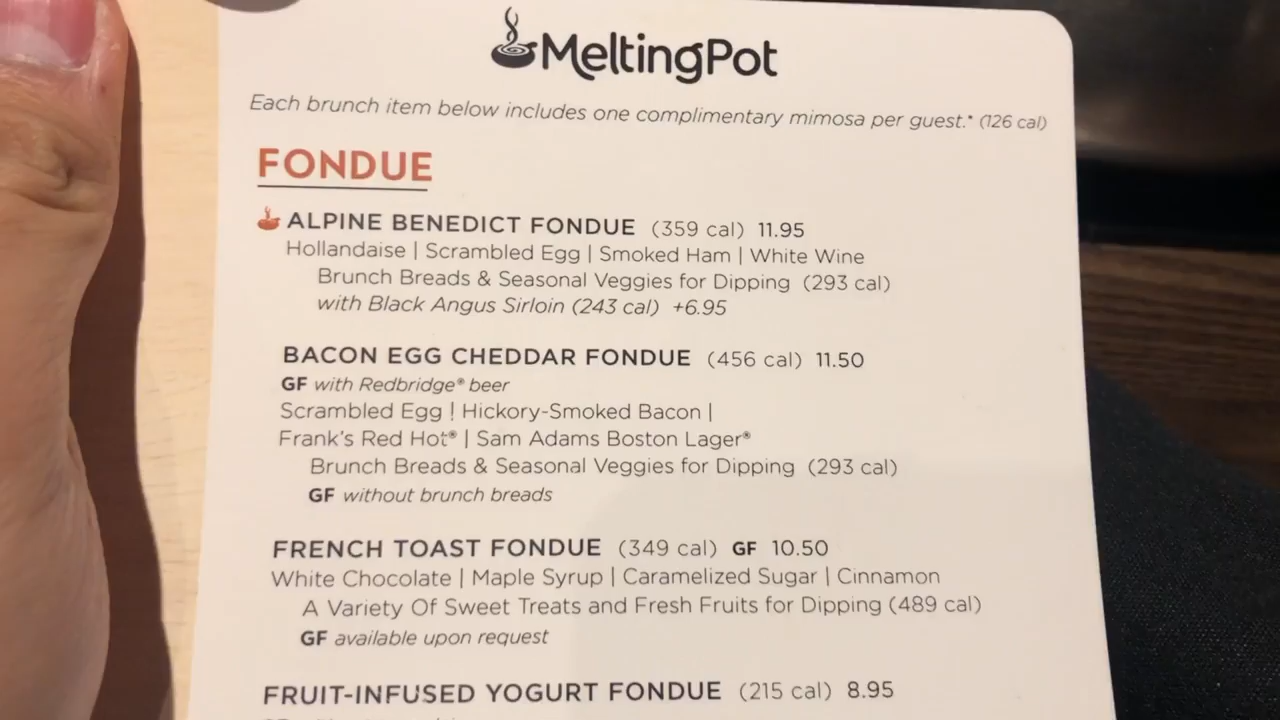 MeltingPot
Each brunch item below includes one complimentary mimosa per guest.* (126 cal)
FONDUE
ALPINE BENEDICT FONDUE (359 cal) 11.95
Hollandaise | Scrambled Egg | Smoked Ham | White Wine
Brunch Breads & Seasonal Veggies for Dipping (293 cal)
with Black Angus Sirloin (243 cal) +6.95
BACON EGG CHEDDAR FONDUE (456 cal) 11.50
GF with Redbridge® beer
Scrambled Egg | Hickory-Smoked Bacon |
Frank's Red Hot® | Sam Adams Boston Lager®
Brunch Breads & Seasonal Veggies for Dipping (293 cal)
GF without brunch breads
FRENCH TOAST FONDUE (349 cal) GF 10.50
White Chocolate | Maple Syrup | Caramelized Sugar | Cinnamon
A Variety Of Sweet Treats and Fresh Fruits for Dipping (489 cal)
GF available upon request
FRUIT-INFUSED YOGURT FONDUE (215 cal) 8.95